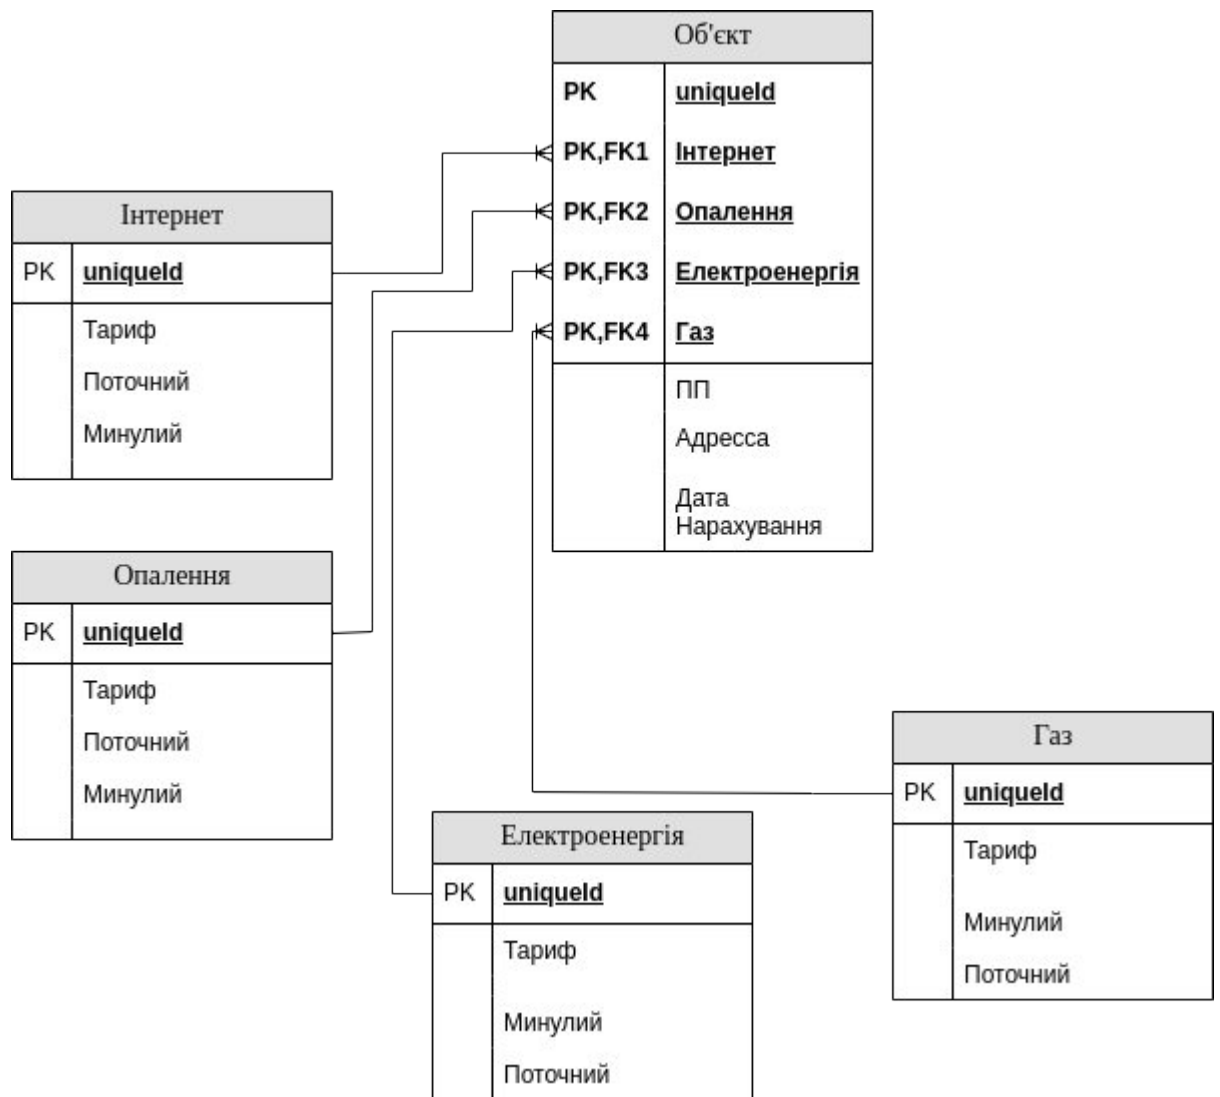 Об'єкт
PK uniqueId
PK,FK1 Інтернет
PK,FK2 Опалення
PK,FK3 Електроенергія
PK,FK4 Газ
ПП
Адресса
Дата
Нарахування
Інтернет
PK uniqueId
Тариф
Поточний
Минулий
Опалення
PK uniqueId
Тариф
Поточний
Минулий
Електроенергія
PK uniqueId
Тариф
Минулий
Поточний
Газ
PK uniqueId
Тариф
Минулий
Поточний